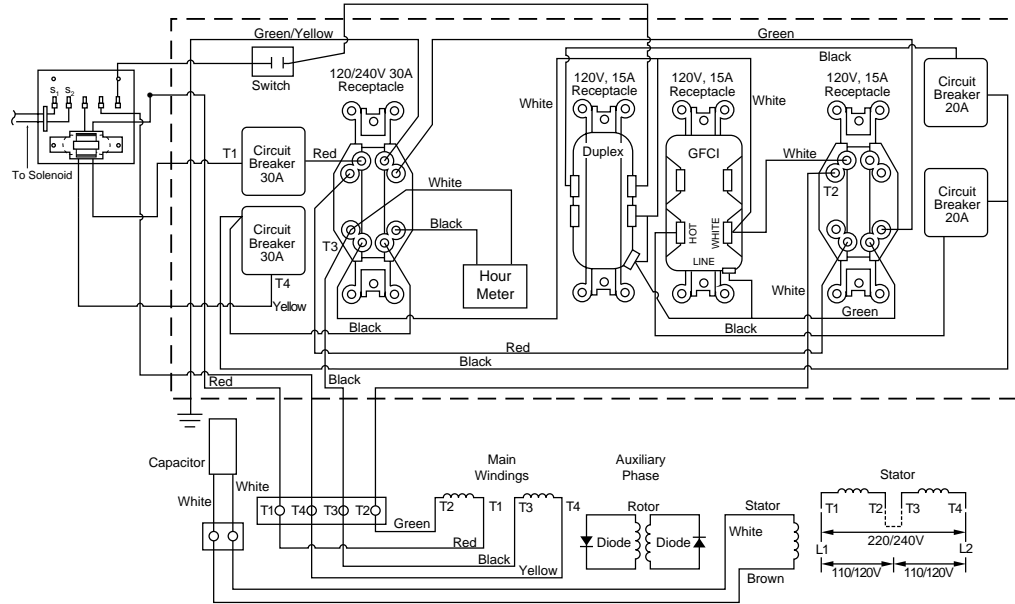 Green/Yellow
Green
Black
Switch
120/240V 30A
Receptacle
120V, 15A
Receptacle
120V, 15A
Receptacle
120V, 15A
Receptacle
Circuit
Breaker
20A
S1 S2
White
White
To Solenoid
T1
Circuit
Breaker
30A
Red
Duplex
GFCI
White
T2
Circuit
Breaker
20A
White
Circuit
Breaker
30A
T3
Black
HOT
WHITE
LINE
T4
Hour
Meter
White
Yellow
Green
Black
Black
Red
Black
Red
Black
Capacitor
White
White
Main
Windings
Auxiliary
Phase
Stator
T1 T4 T3 T2
T2
T1
T3
T4
Green
Red
Black
Yellow
Rotor
Diode
Diode
Stator
White
Brown
T1 T2 T3 T4
220/240V
L1
L2
110/120V
110/120V